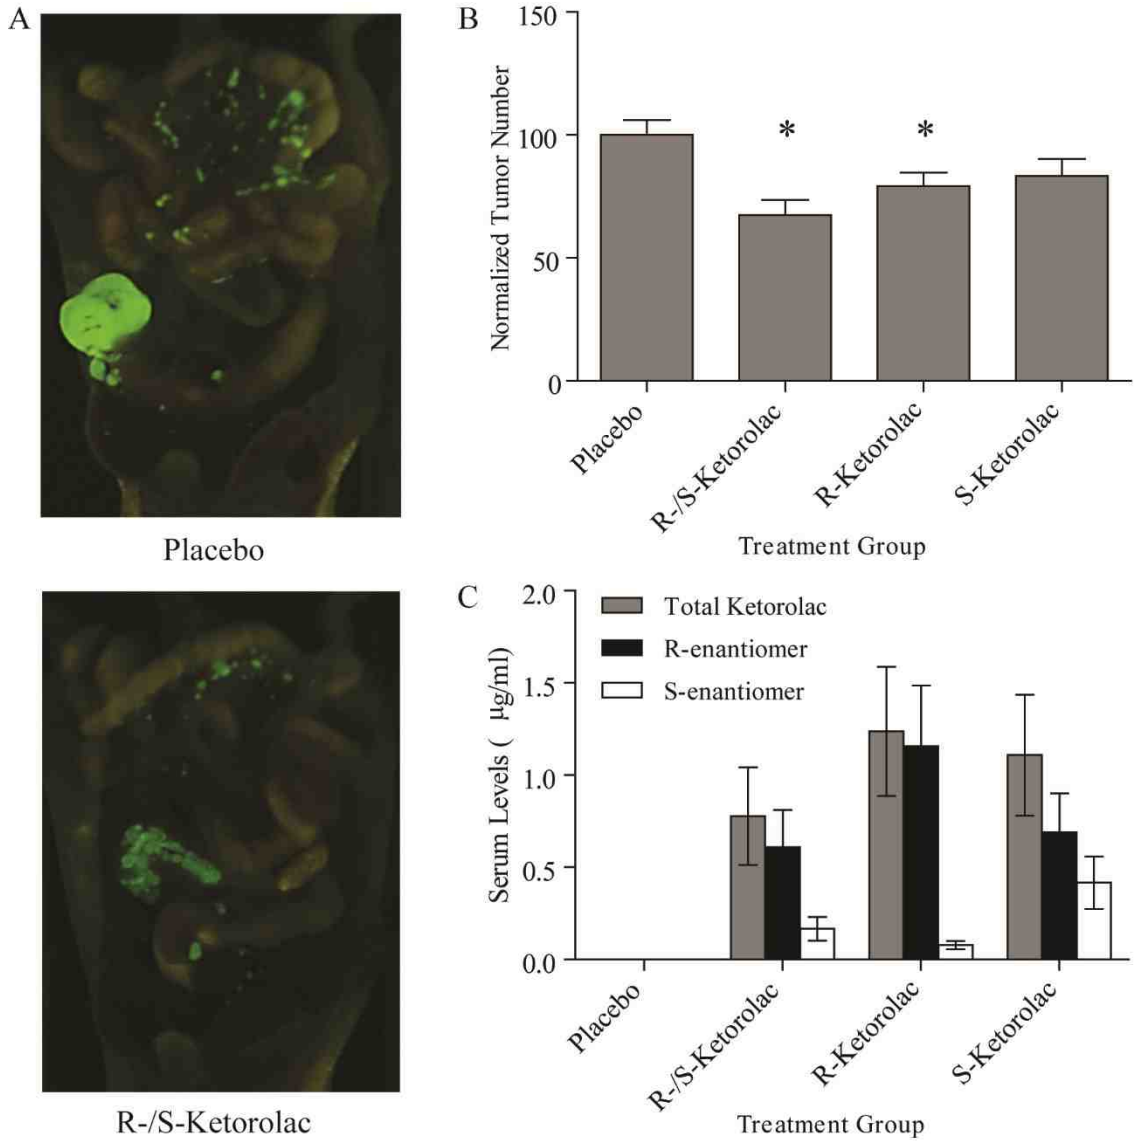 A
Placebo
R-/S-Ketorolac
B
Normalized Tumor Number
150
100
50
0
*
*
Placebo
R-/S-Ketorolac
R-Ketorolac
S-Ketorolac
Treatment Group
C
Serum Levels ( μg/ml)
2.0
1.5
1.0
0.5
0.0
Total Ketorolac
R-enantiomer
S-enantiomer
Placebo
R-/S-Ketorolac
R-Ketorolac
S-Ketorolac
Treatment Group